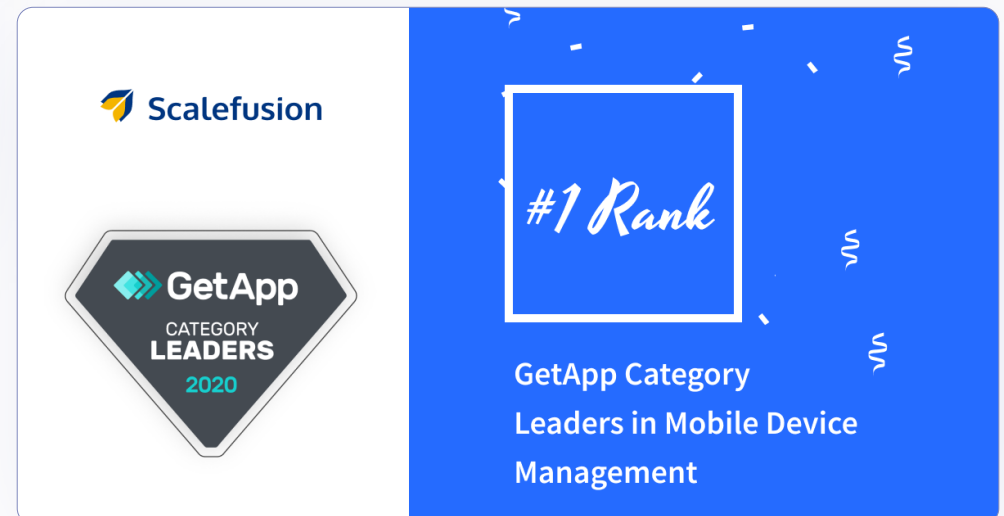 Scalefusion
GetApp
CATEGORY
LEADERS
2020
#1 Rank
GetApp Category
Leaders in Mobile Device
Management